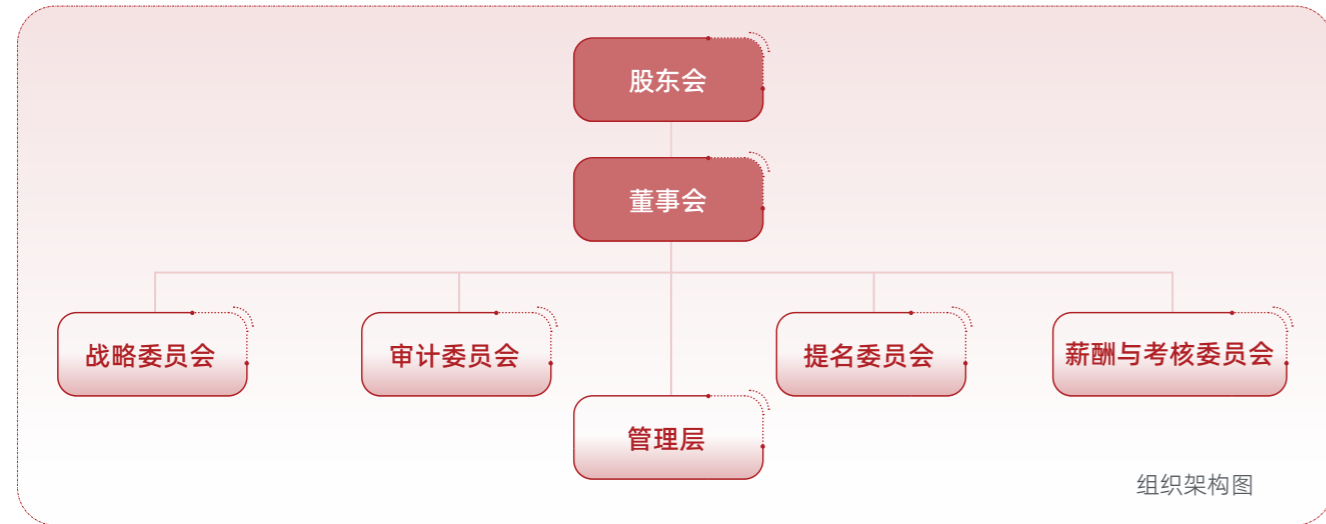 股东会
董事会
战略委员会
审计委员会
提名委员会
薪酬与考核委员会
管理层
组织架构图